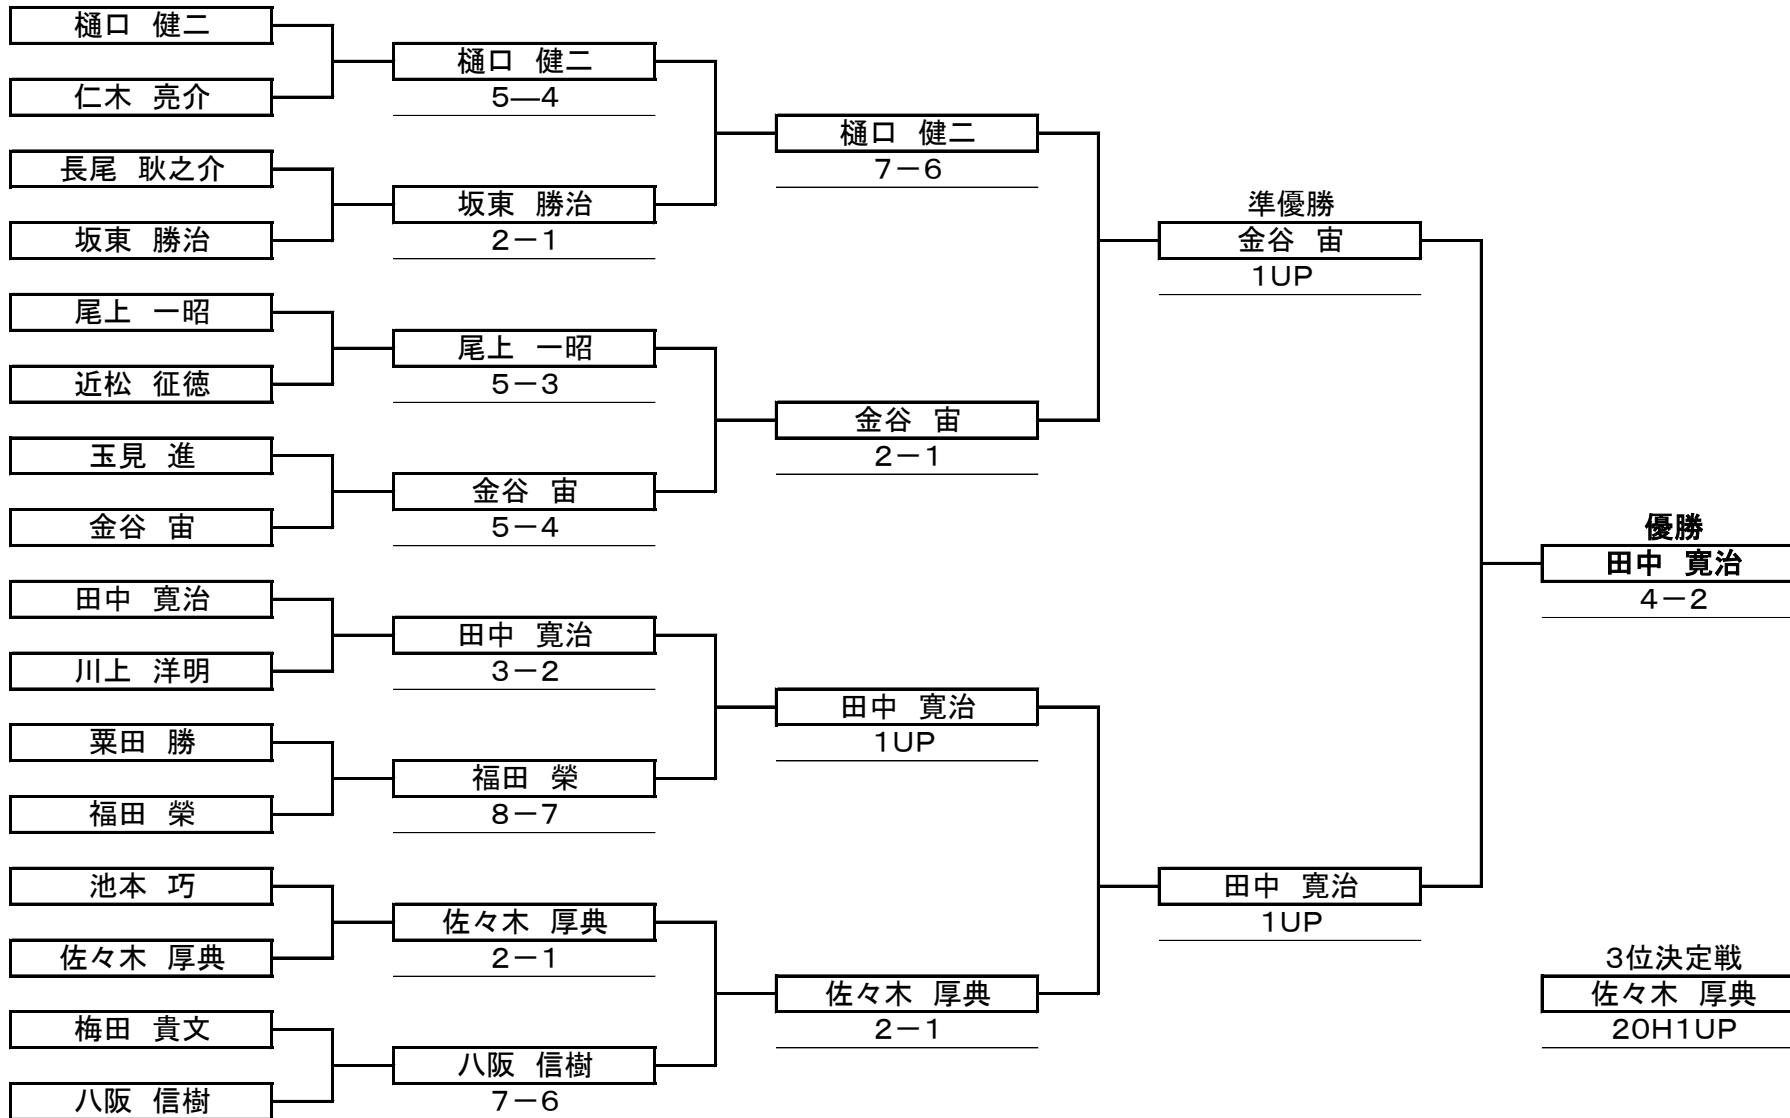 樋口　健二
仁木　亮介
長尾　耿之介
坂東　勝治
尾上　一昭
近松　征徳
玉見　進
金谷　宙
田中　寛治
川上　洋明
粟田　勝
福田　榮
池本　巧
佐々木　厚典
梅田　貴文
八阪　信樹
樋口　健二
5―4
坂東　勝治
2－1
尾上　一昭
5－3
金谷　宙
5－4
田中　寛治
3－2
福田　榮
8－7
佐々木　厚典
2－1
八阪　信樹
7－6
樋口　健二
7－6
金谷　宙
2－1
田中　寛治
1UP
佐々木　厚典
2－1
準優勝
金谷　宙
1UP
田中　寛治
1UP
優勝
田中　寛治
4－2
3位決定戦
佐々木　厚典
20H1UP